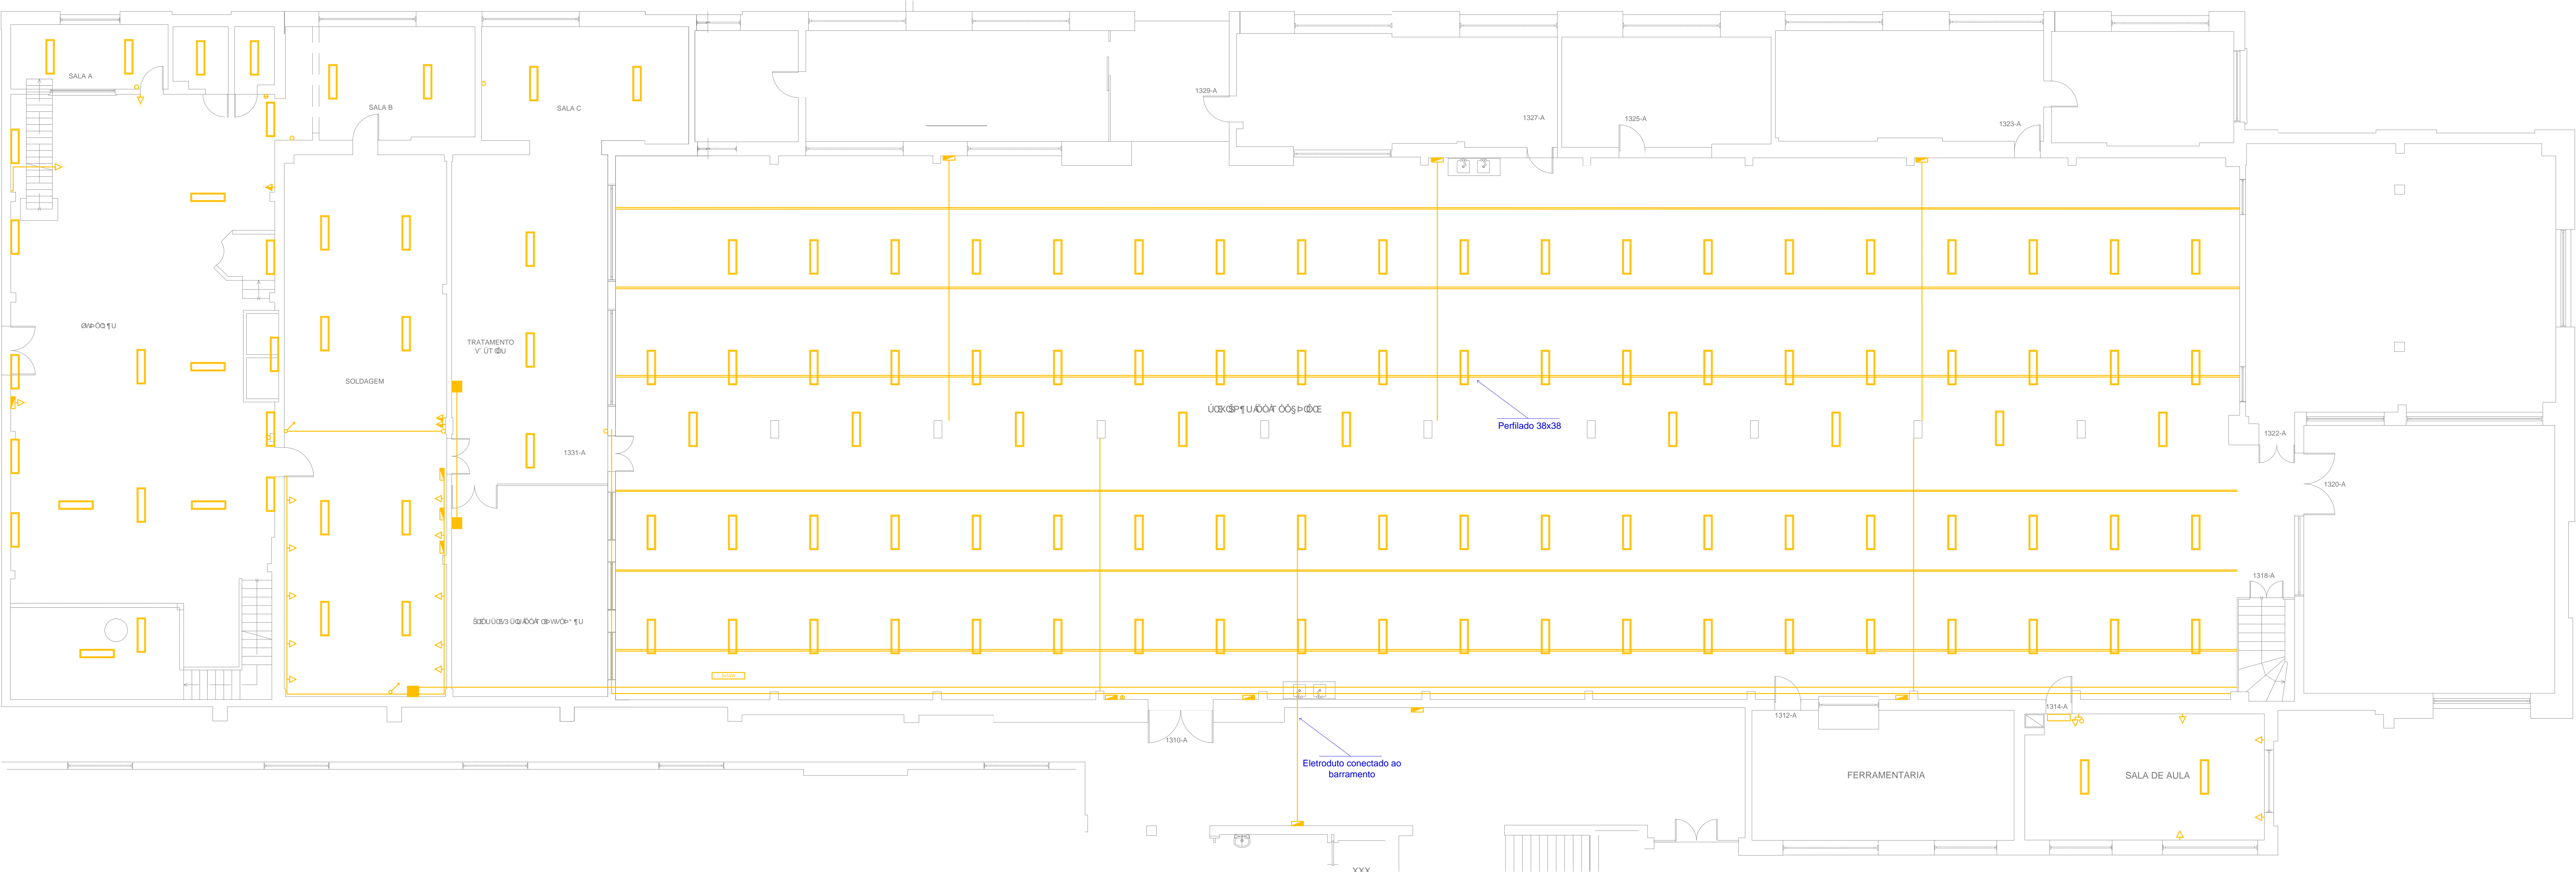 SALA A
SALA B
SALA C
1329-A
1327-A
1325-A
1323-A
TRATAMENTO
SOLDAGEM
1331-A
Perfilado 38x38
1322-A
1320-A
1318-A
1310-A
1312-A
1314-A
Eletroduto conectado ao
barramento
FERRAMENTARIA
SALA DE AULA
XXX